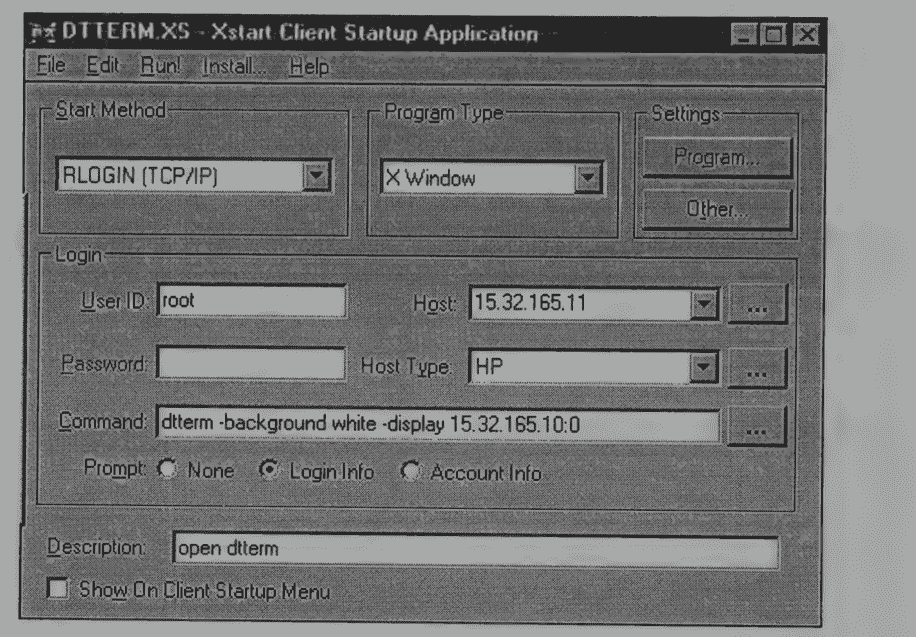 DTTERM.XS - Xstart Client Startup Application
File Edit Run! Install... Help
Start Method Program Type Settings
RLOGIN (TCP/IP) X Window Program...
Other...
Login
User ID: root Host: 15.32.165.11 ...
Password: Host Type: HP ...
Command: dtterm -background white -display 15.32.165.10:0 ...
Prompt: None Login Info Account Info
Description: open dtterm
Show On Client Startup Menu